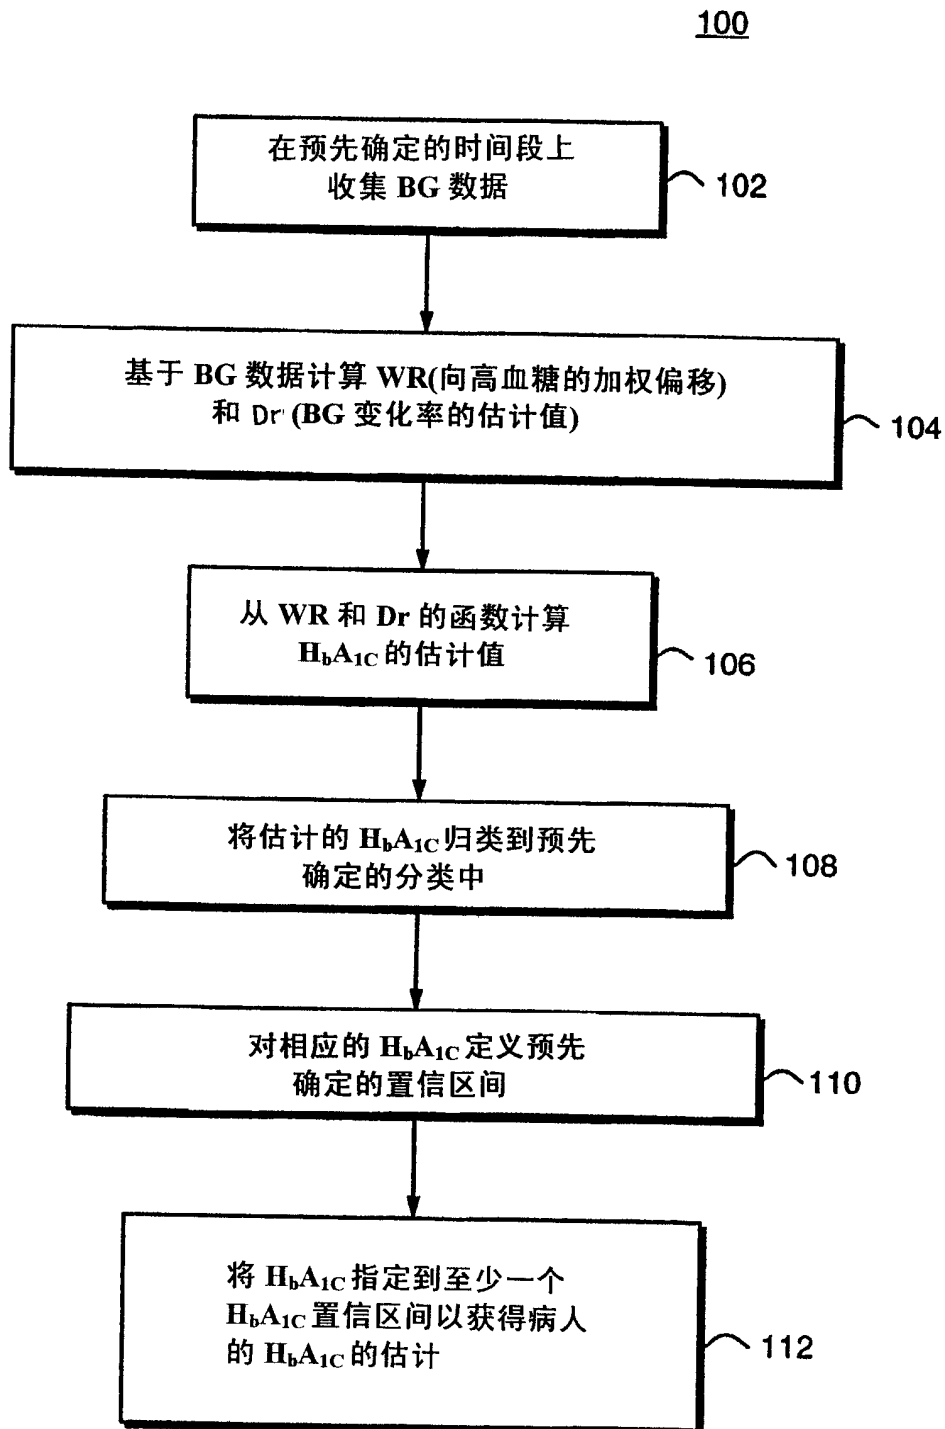 100
在预先确定的时间段上
收集 BG 数据
102
基于 BG 数据计算 WR(向高血糖的加权偏移)
和 Dr (BG 变化率的估计值)
104
从 WR 和 Dr 的函数计算
HbA1C 的估计值
106
将估计的 HbA1C 归类到预先
确定的分类中
108
对相应的 HbA1C 定义预先
确定的置信区间
110
将 HbA1C 指定到至少一个
HbA1C 置信区间以获得病人
的 HbA1C 的估计
112